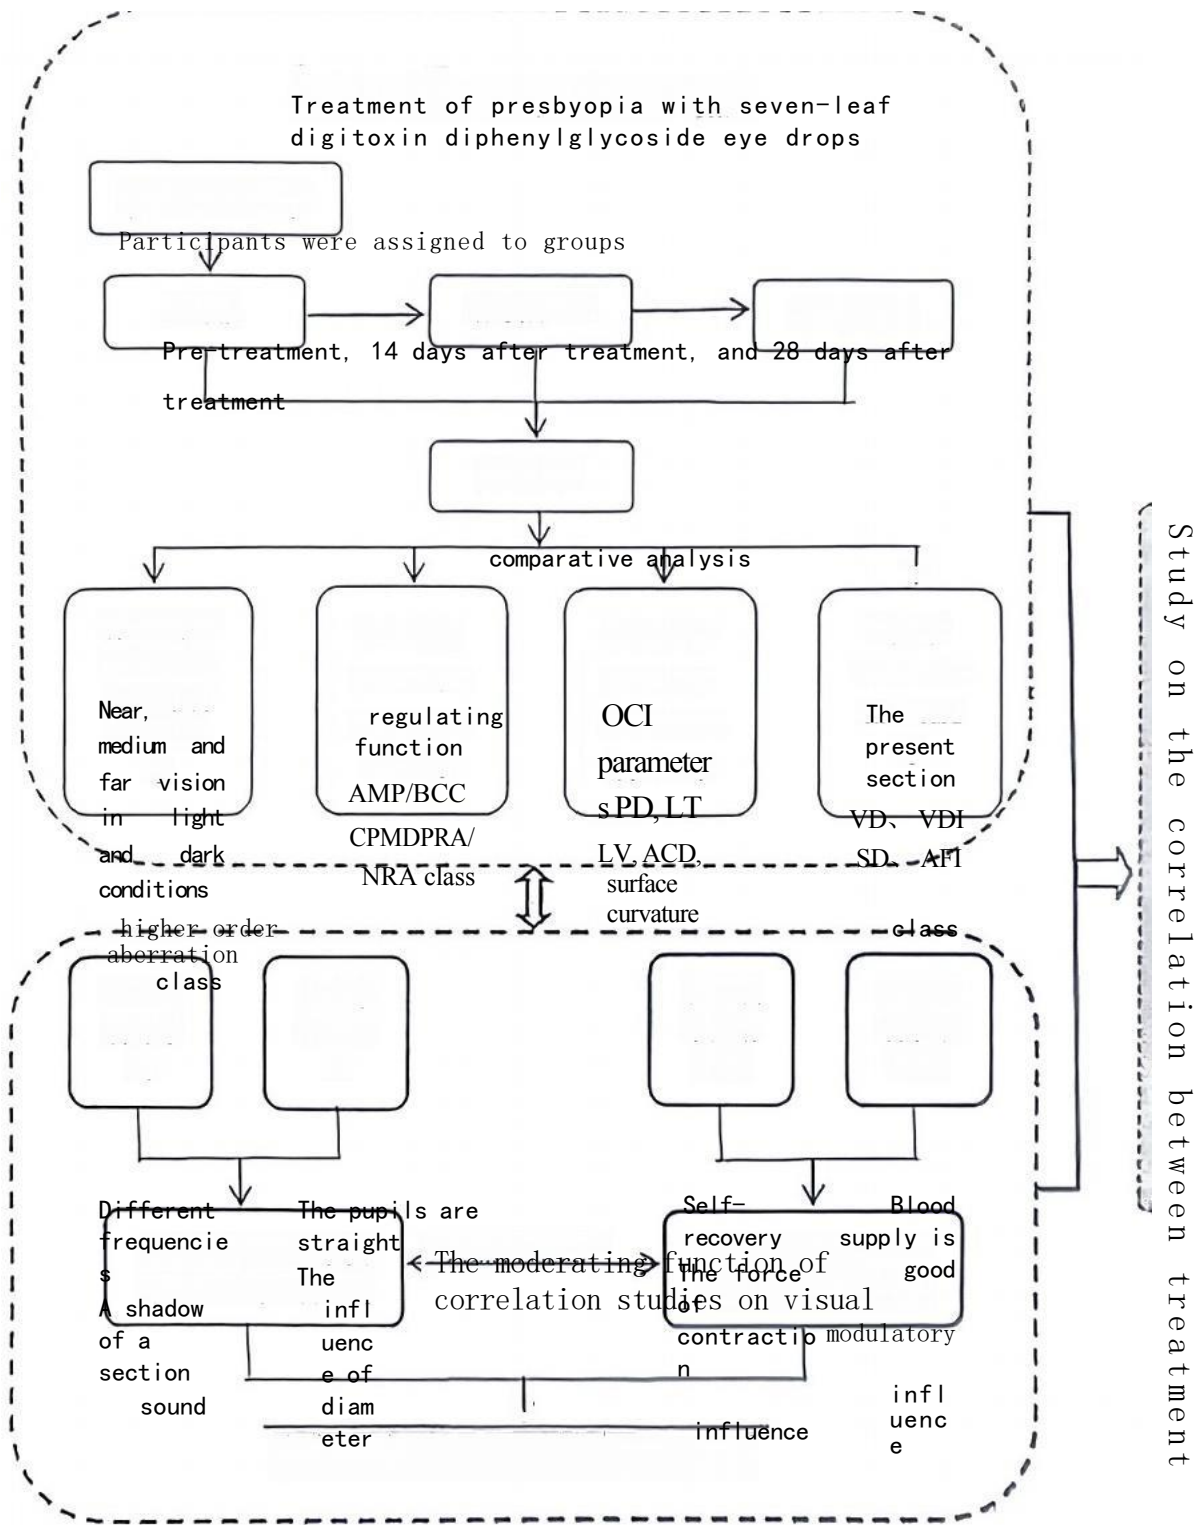 Treatment of presbyopia with seven-leaf
digitoxin diphenylglycoside eye drops
Participants were assigned to groups
Pre-treatment, 14 days after treatment, and 28 days after
treatment
comparative analysis
Near,
medium and
far vision
in light
and dark
conditions
higher order
aberration
class
regulating
function
AMP/BCC
CPMDPRA/
NRA class
OCI
parameter
s PD, LT
LV, ACD,
surface
curvature
The
present
section
VD、 VDI
SD、 AFI
class
Different
frequencie
s
A shadow
of a
section
sound
The pupils are
straight
The
infl
uenc
e of
diam
eter
The moderating function of
correlation studies on visual
Self-
recovery
The force
of
contractio
n
influence
Blood
supply is
good
modulatory
infl
uenc
e
Study on the correlation between treatment